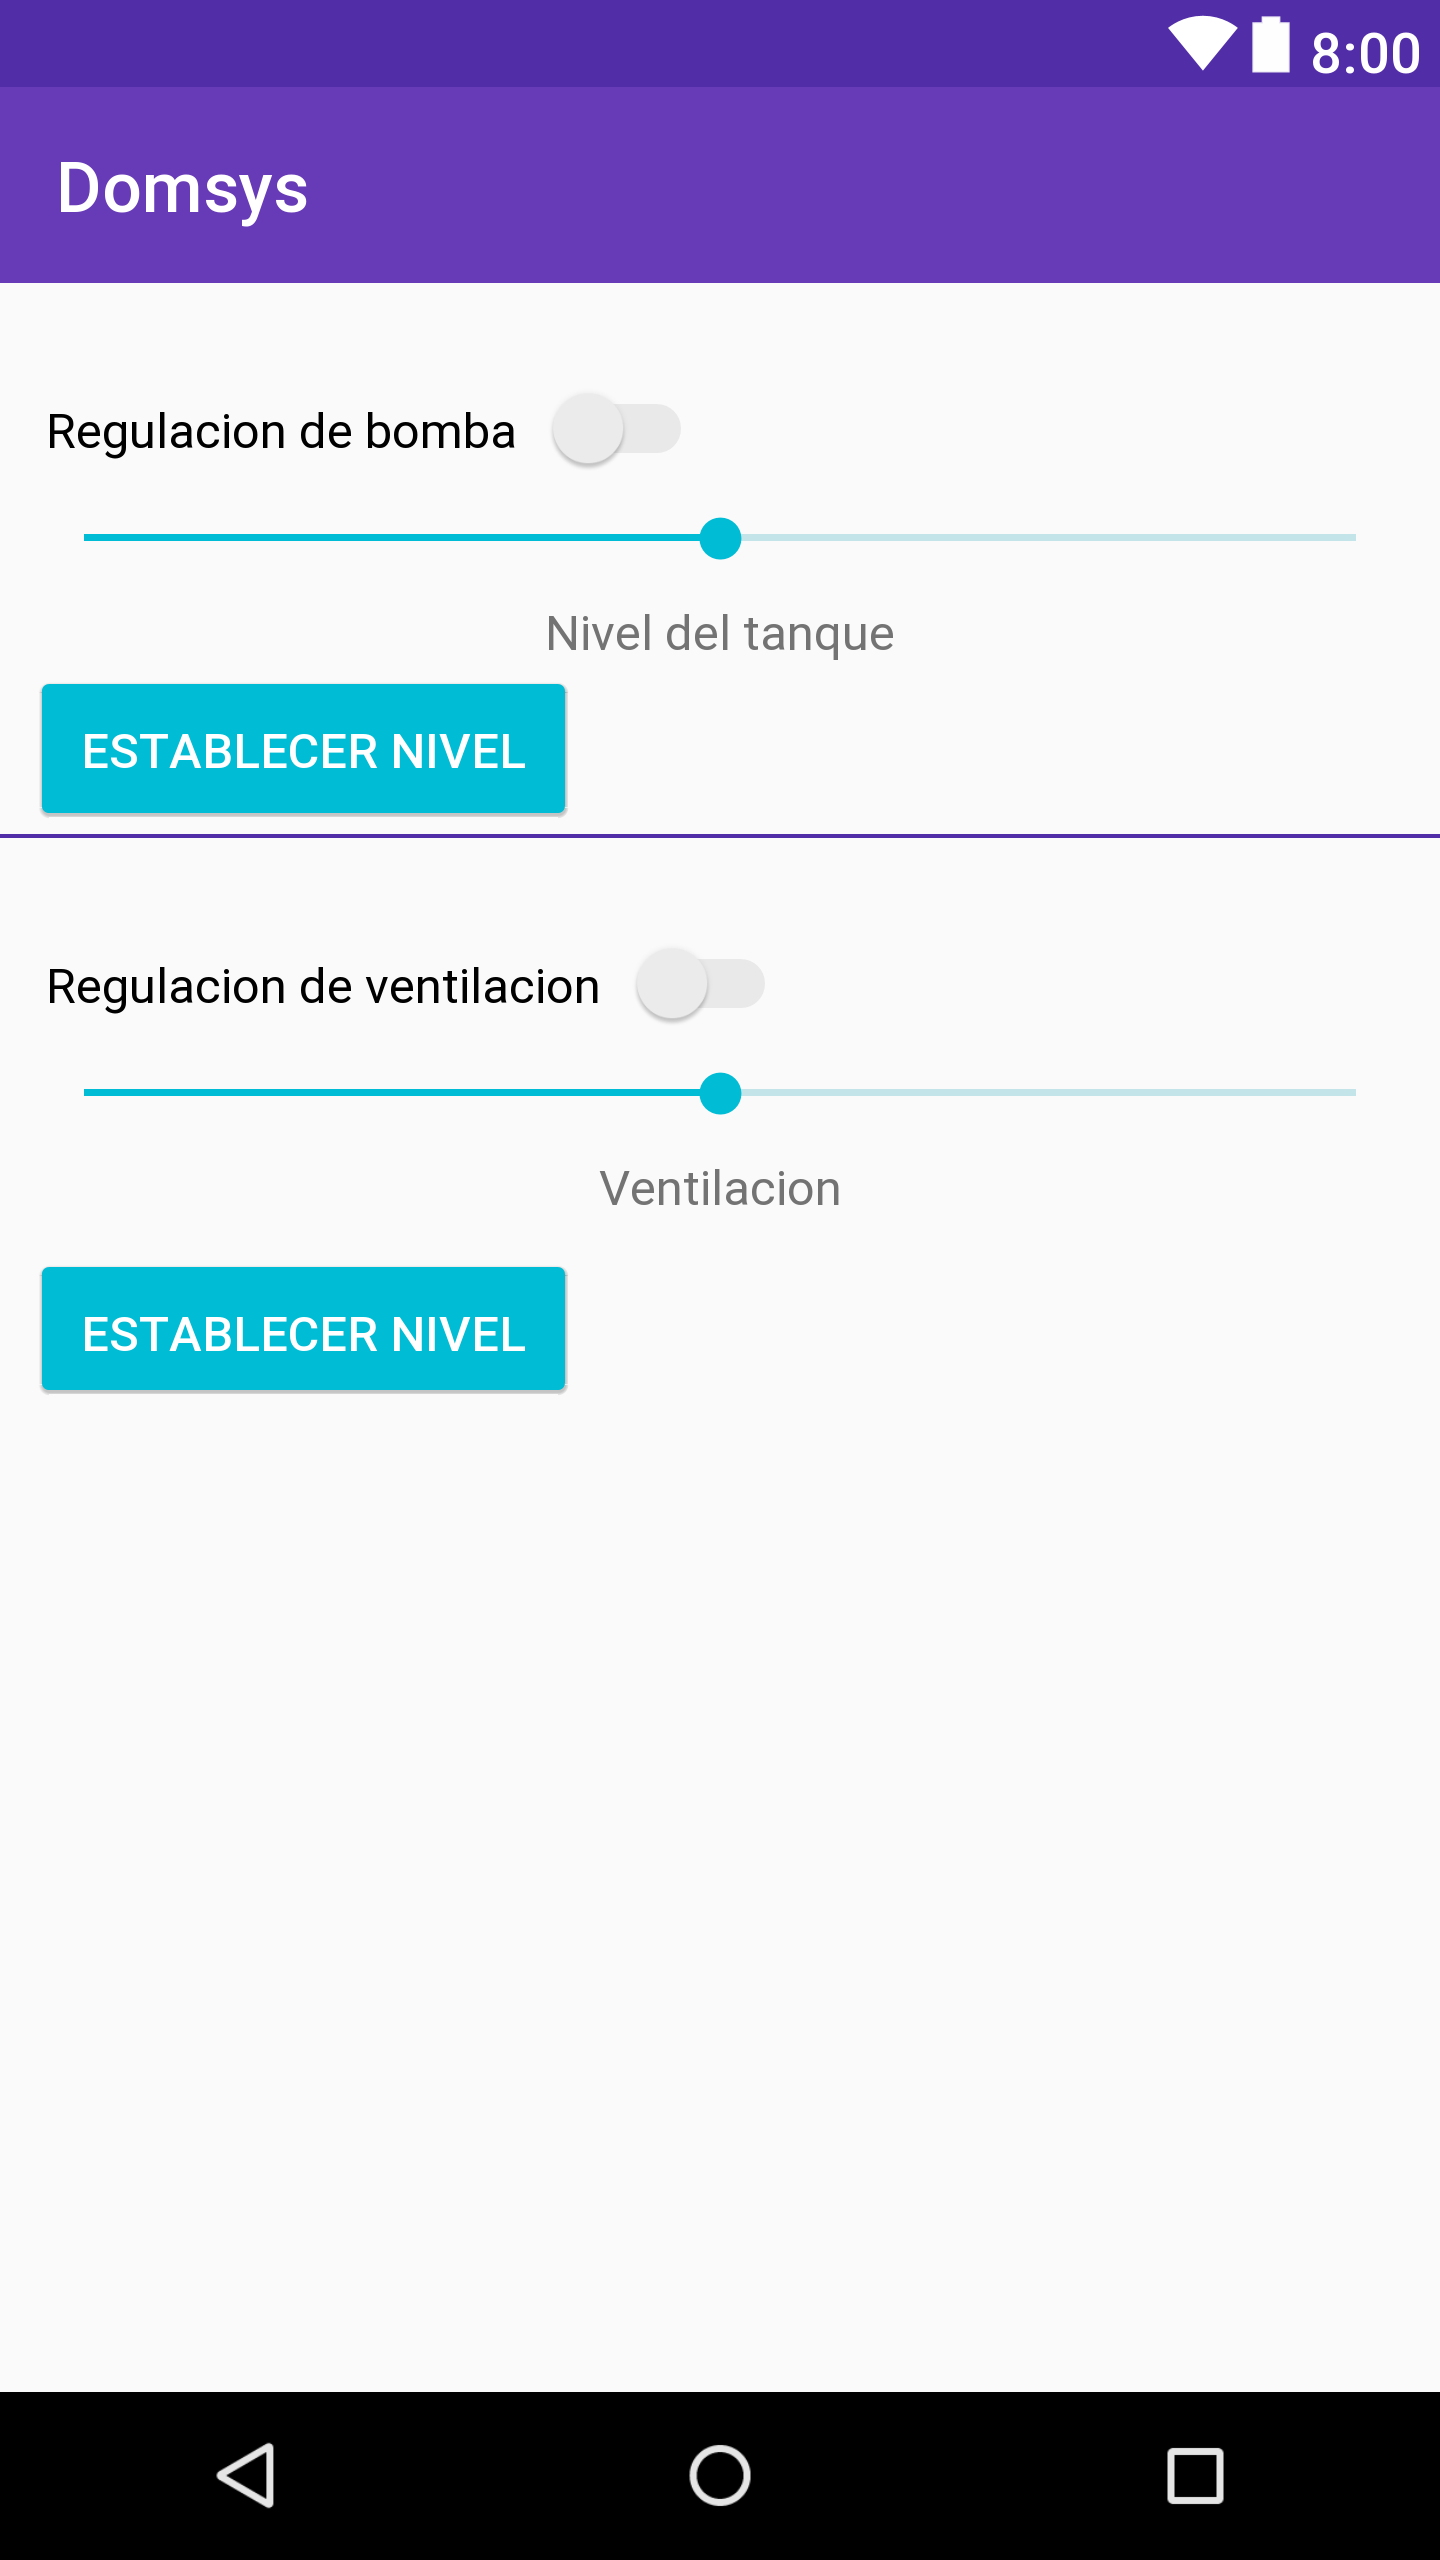 8:00
Domsys
Regulacion de bomba
Nivel del tanque
ESTABLECER NIVEL
Regulacion de ventilacion
Ventilacion
ESTABLECER NIVEL